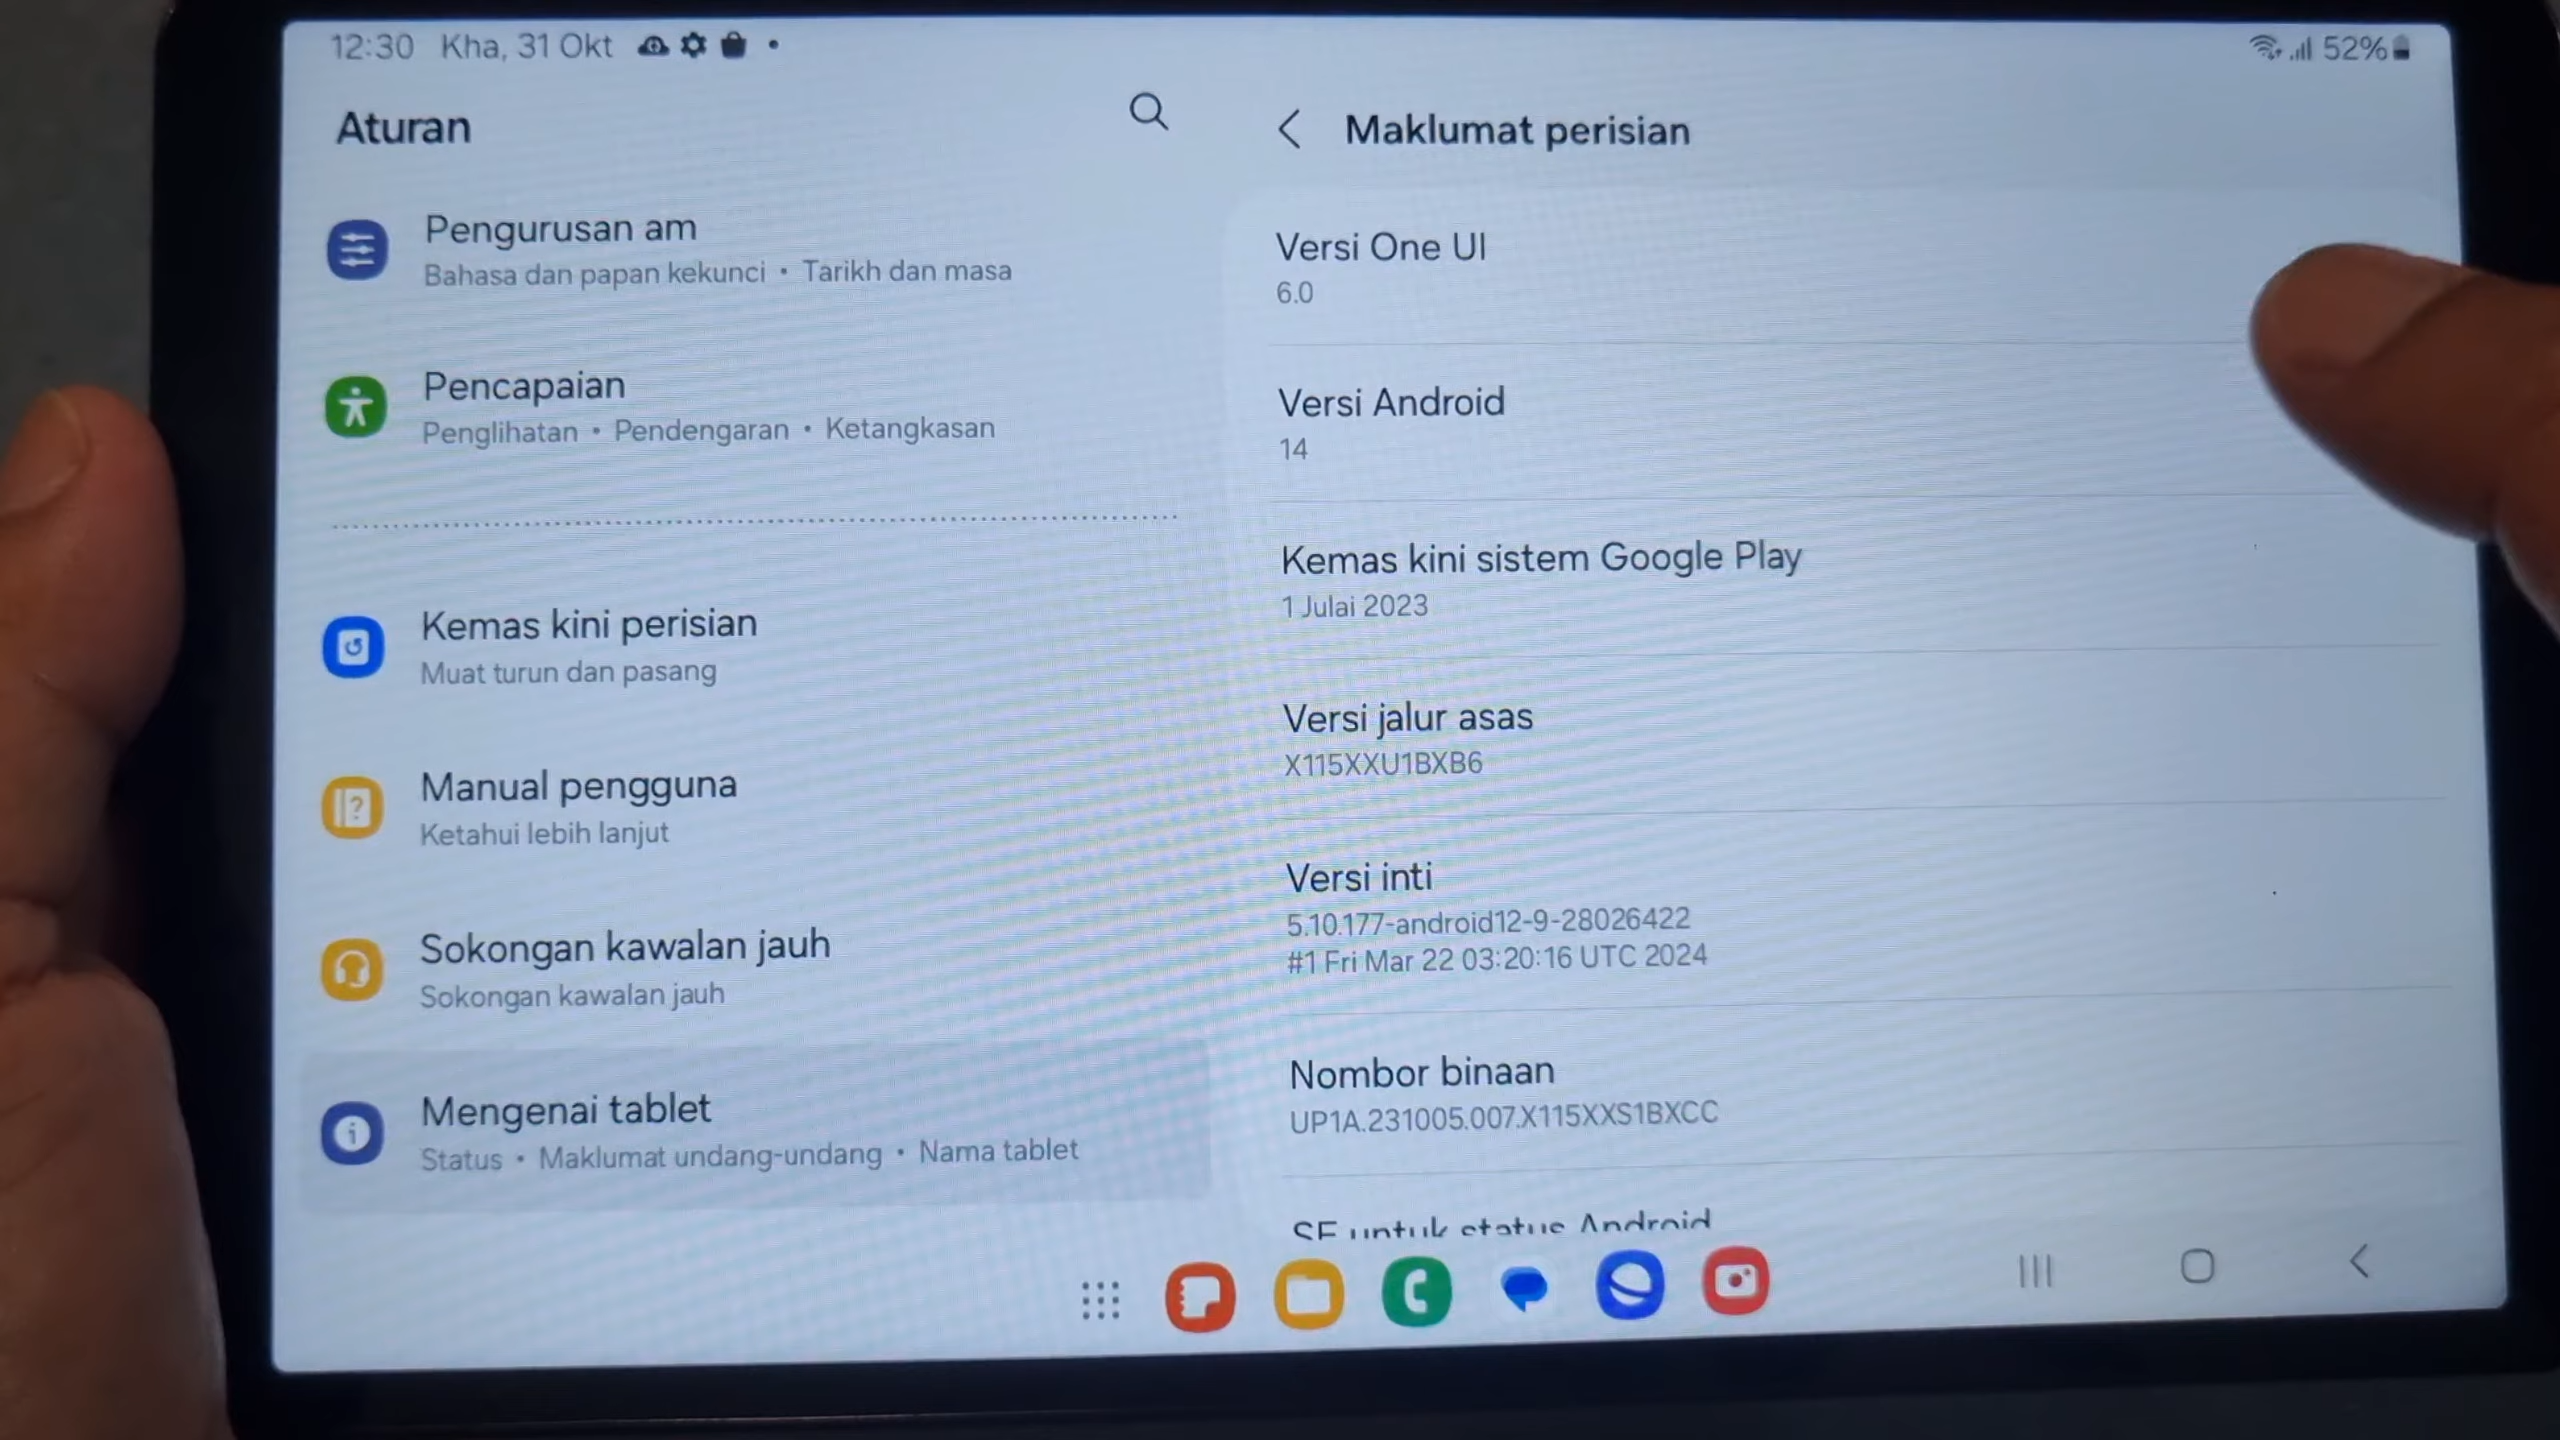 12:30 Kha, 31 Okt
52%
Aturan
Pengurusan am
Bahasa dan papan kekunci • Tarikh dan masa
Pencapaian
Penglihatan • Pendengaran • Ketangkasan
Kemas kini perisian
Muat turun dan pasang
Manual pengguna
Ketahui lebih lanjut
Sokongan kawalan jauh
Sokongan kawalan jauh
Mengenai tablet
Status • Maklumat undang-undang • Nama tablet
Maklumat perisian
Versi One UI
6.0
Versi Android
14
Kemas kini sistem Google Play
1 Julai 2023
Versi jalur asas
X115XXU1BXB6
Versi inti
5.10.177-android12-9-28026422
#1 Fri Mar 22 03:20:16 UTC 2024
Nombor binaan
UP1A.231005.007.X115XXS1BXCC
SE untuk status Android